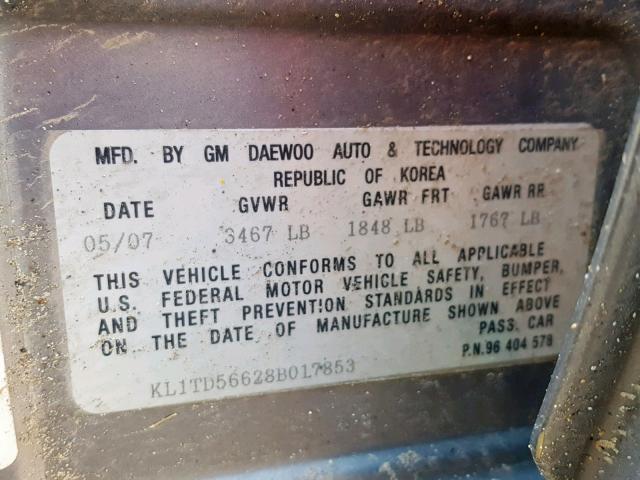 MFD. BY GM DAEWOO AUTO & TECHNOLOGY COMPANY
REPUBLIC OF KOREA
DATE GVWR GAWR FRT GAWR RR
05/07 3467 LB 1848 LB 1767 LB
THIS VEHICLE CONFORMS TO ALL APPLICABLE
U.S. FEDERAL MOTOR VEHICLE SAFETY, BUMPER,
AND THEFT PREVENTION STANDARDS IN EFFECT
ON THE DATE OF MANUFACTURE SHOWN ABOVE
PASS. CAR
P.N.96 404 578
KL1TD56628B017853